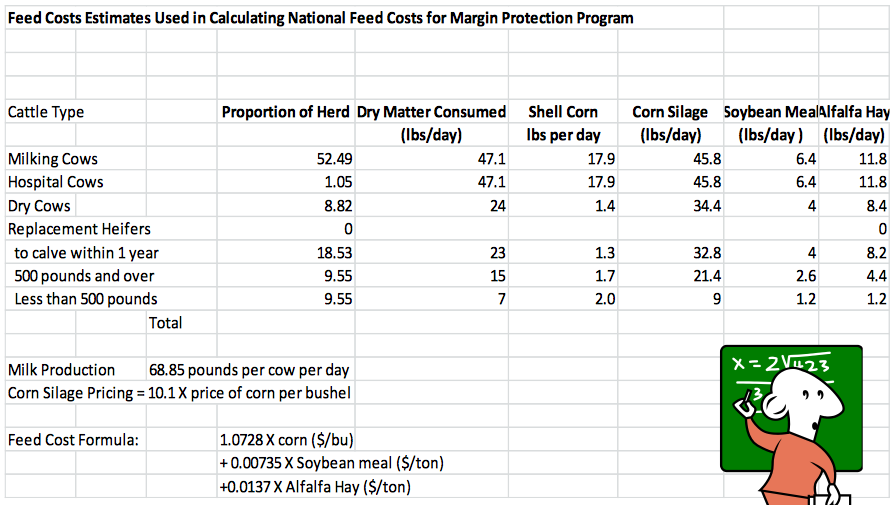 Feed Costs Estimates Used in Calculating National Feed Costs for Margin Protection Program
Cattle Type Proportion of Herd Dry Matter Consumed Shell Corn Corn Silage Soybean Meal Alfalfa Hay
(lbs/day) lbs per day (lbs/day) (lbs/day ) (lbs/day)
Milking Cows 52.49 47.1 17.9 45.8 6.4 11.8
Hospital Cows 1.05 47.1 17.9 45.8 6.4 11.8
Dry Cows 8.82 24 1.4 34.4 4 8.4
Replacement Heifers 0 0
to calve within 1 year 18.53 23 1.3 32.8 4 8.2
500 pounds and over 9.55 15 1.7 21.4 2.6 4.4
Less than 500 pounds 9.55 7 2.0 9 1.2 1.2
Total
Milk Production 68.85 pounds per cow per day
Corn Silage Pricing = 10.1 X price of corn per bushel
Feed Cost Formula: 1.0728 X corn ($/bu)
+ 0.00735 X Soybean meal ($/ton)
+0.0137 X Alfalfa Hay ($/ton)
x = 2√423
3